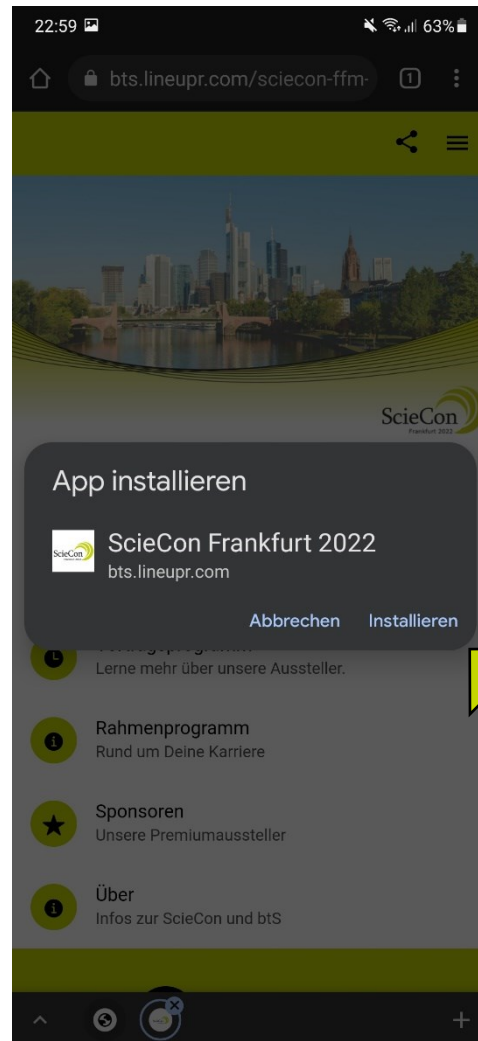 22:59
63%
bts.lineupr.com/sciecon-ffm-
1
ScieCon
Frankfurt 2022
App installieren
ScieCon
ScieCon Frankfurt 2022
bts.lineupr.com
Abbrechen Installieren
Lerne mehr über unsere Aussteller.
Rahmenprogramm
Rund um Deine Karriere
Sponsoren
Unsere Premiumaussteller
Über
Infos zur ScieCon und btS